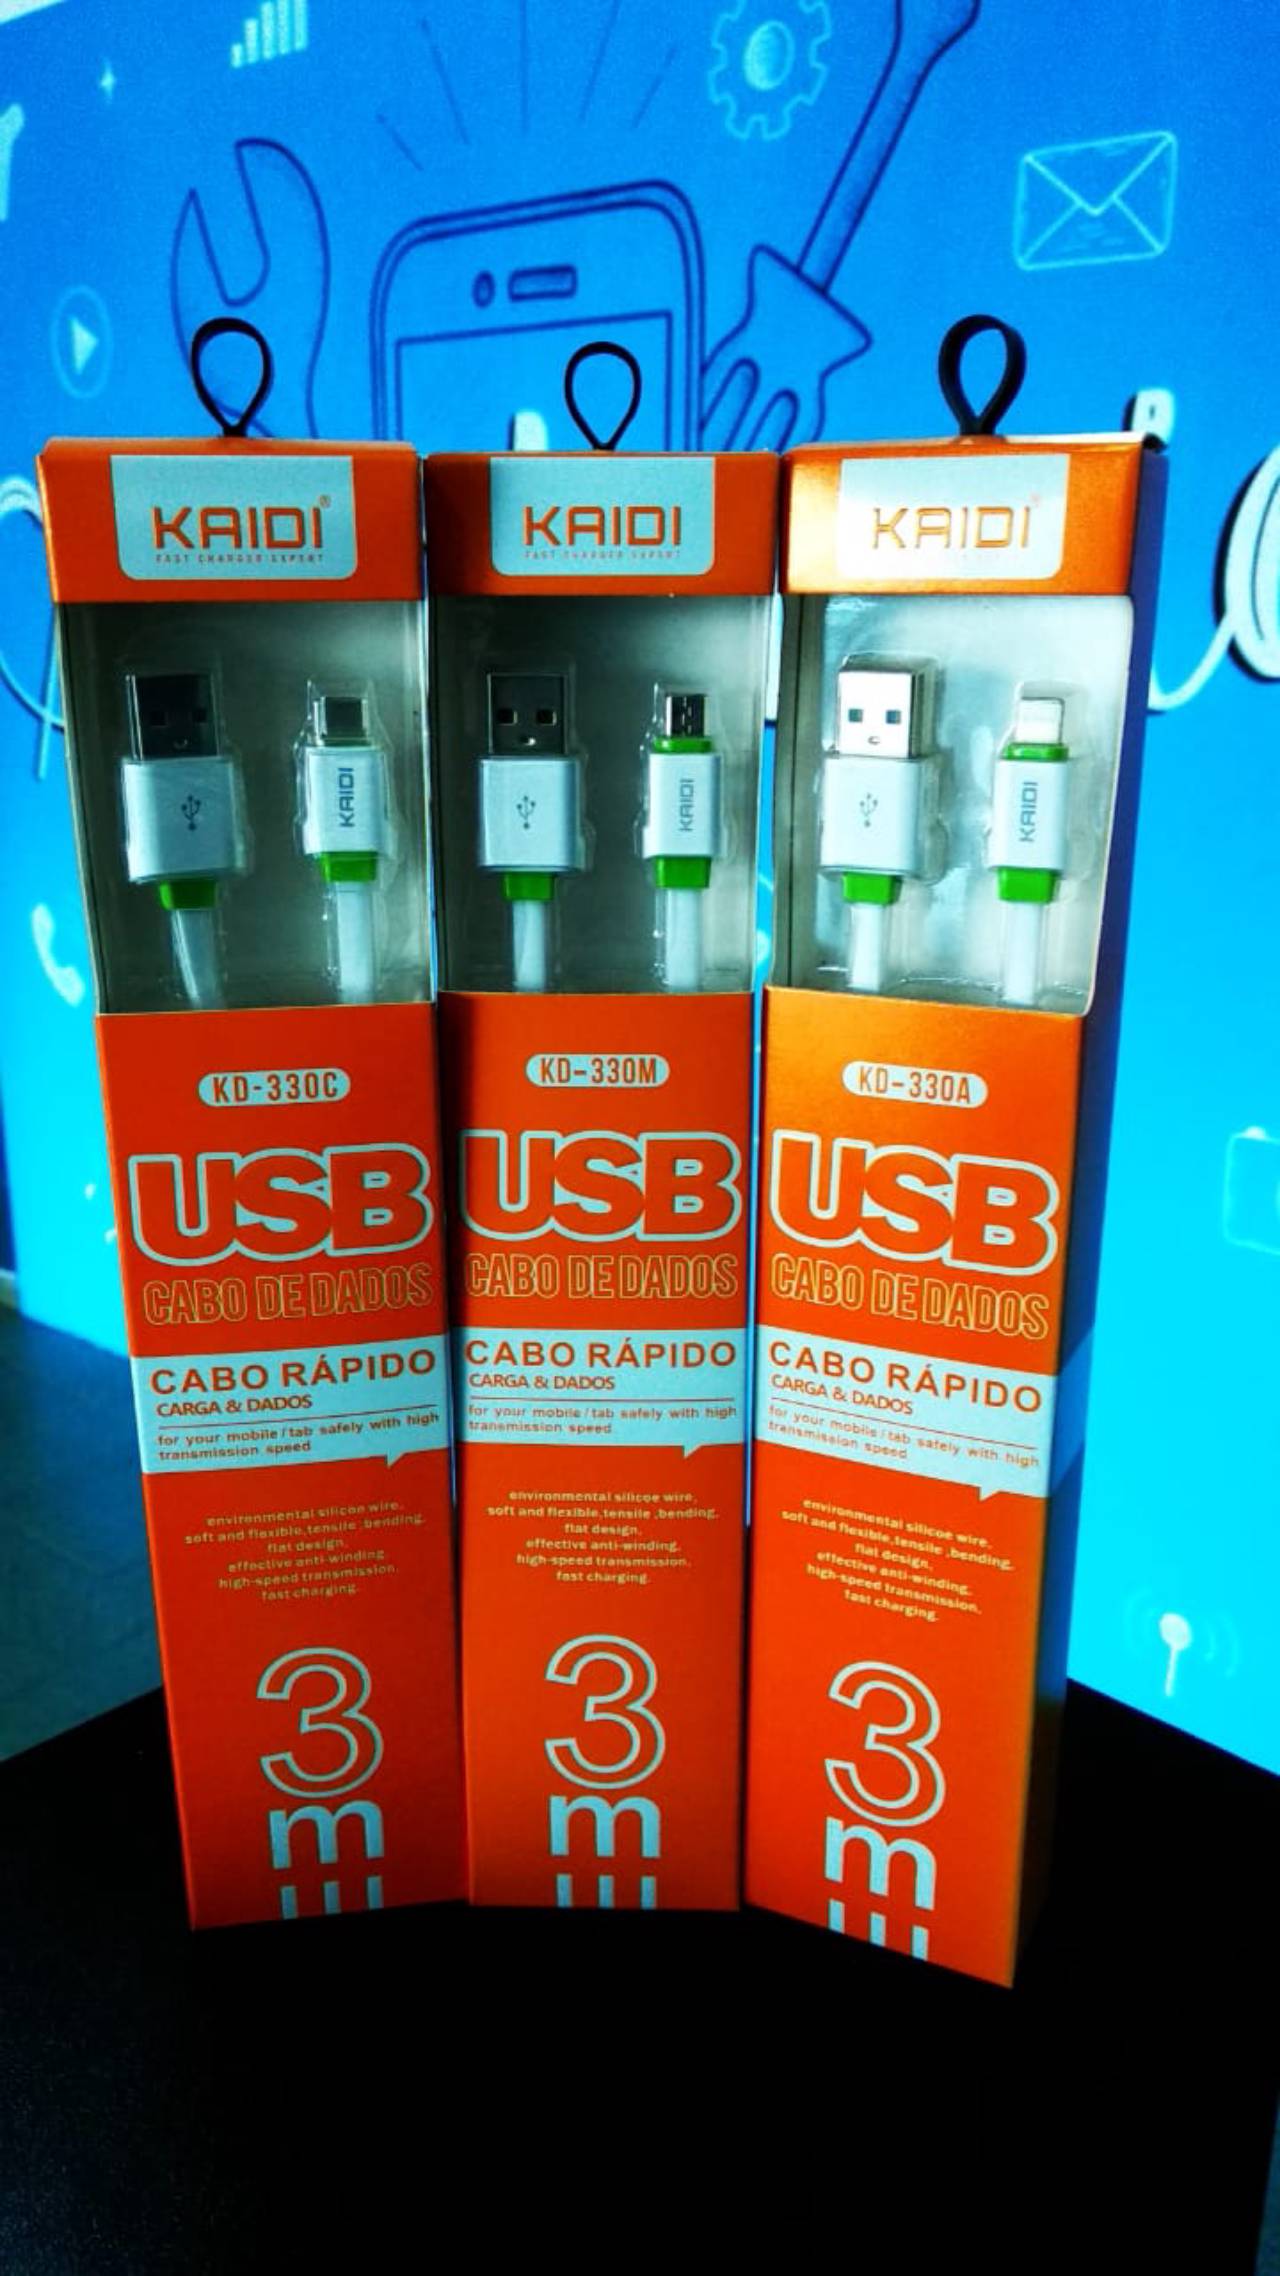 KAIDI®
FAST CHARGER EXPERT
KAIDI
KD-330C
USB
CABO DE DADOS
CABO RÁPIDO
CARGA & DADOS
for your mobile/tab safely with high
transmission speed
environmental silicoe wire,
soft and flexible,tensile ,bending,
flat design,
effective anti-winding,
high-speed transmission,
fast charging.
3
m
KAIDI
FAST CHARGER EXPERT
KAIDI
KD-330M
USB
CABO DE DADOS
CABO RÁPIDO
CARGA & DADOS
for your mobile/tab safely with high
transmission speed
environmental silicoe wire,
soft and flexible,tensile ,bending,
flat design,
effective anti-winding,
high-speed transmission,
fast charging.
3
m
KAIDI
KAIDI
KD-330A
USB
CABO DE DADOS
CABO RÁPIDO
CARGA & DADOS
for your mobile/tab safely with high
transmission speed
environmental silicoe wire,
soft and flexible,tensile ,bending,
flat design,
effective anti-winding,
high-speed transmission,
fast charging.
3
m